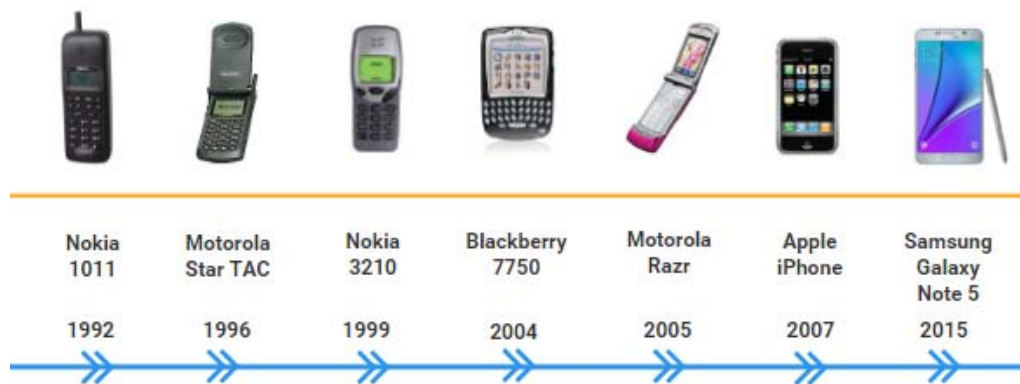 Nokia
1011
Motorola
Star TAC
Nokia
3210
Blackberry
7750
Motorola
Razr
Apple
iPhone
Samsung
Galaxy
Note 5
1992
1996
1999
2004
2005
2007
2015